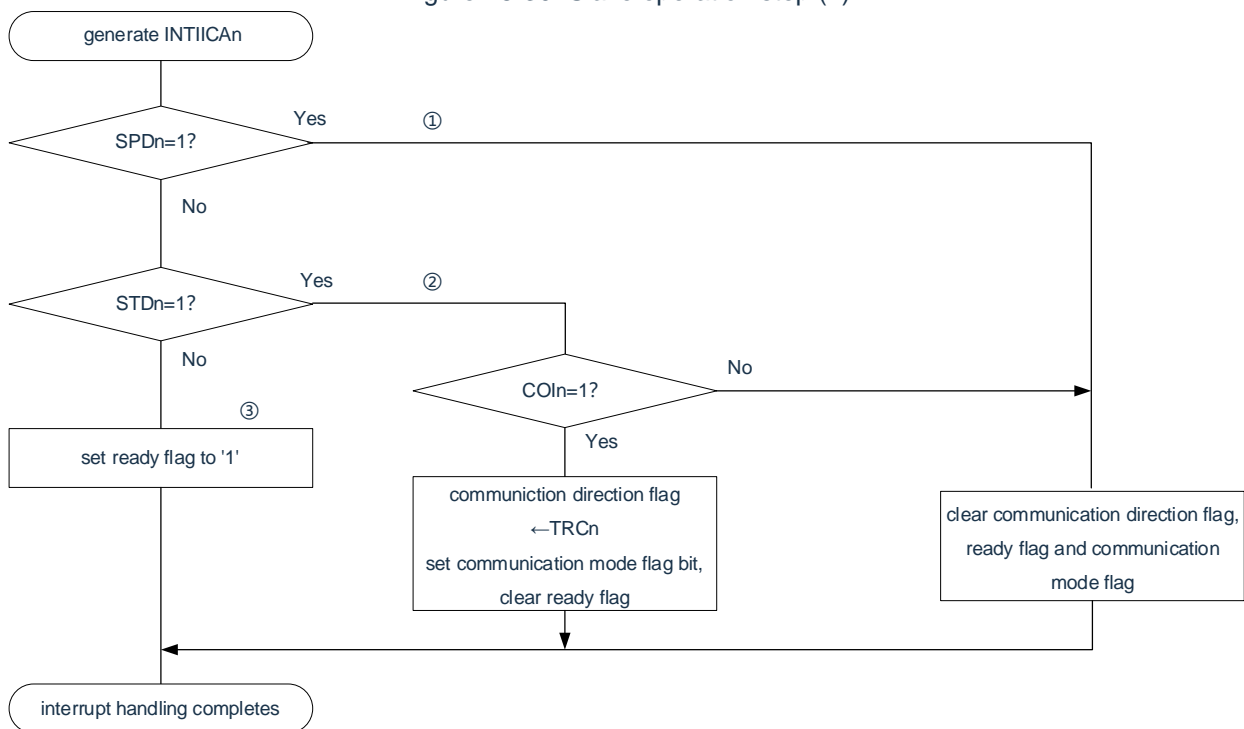 generate INTIICAn
Yes
①
SPDn=1?
No
Yes
②
STDn=1?
No
No
COIn=1?
③
Yes
set ready flag to '1'
communiction direction flag
←TRCn
set communication mode flag bit,
clear ready flag
clear communication direction flag,
ready flag and communication
mode flag
interrupt handling completes